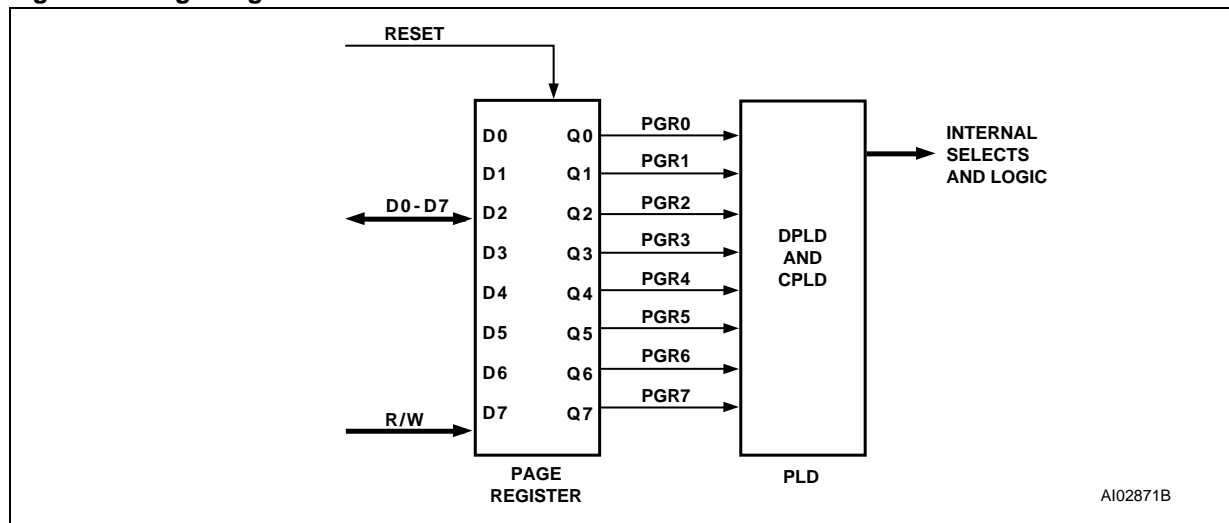 RESET
D0 Q0 PGR0
D1 Q1 PGR1
D0-D7 D2 Q2 PGR2
D3 Q3 PGR3
D4 Q4 PGR4
D5 Q5 PGR5
D6 Q6 PGR6
R/W D7 Q7 PGR7
DPLD
AND
CPLD
INTERNAL
SELECTS
AND LOGIC
PAGE
REGISTER
PLD
AI02871B